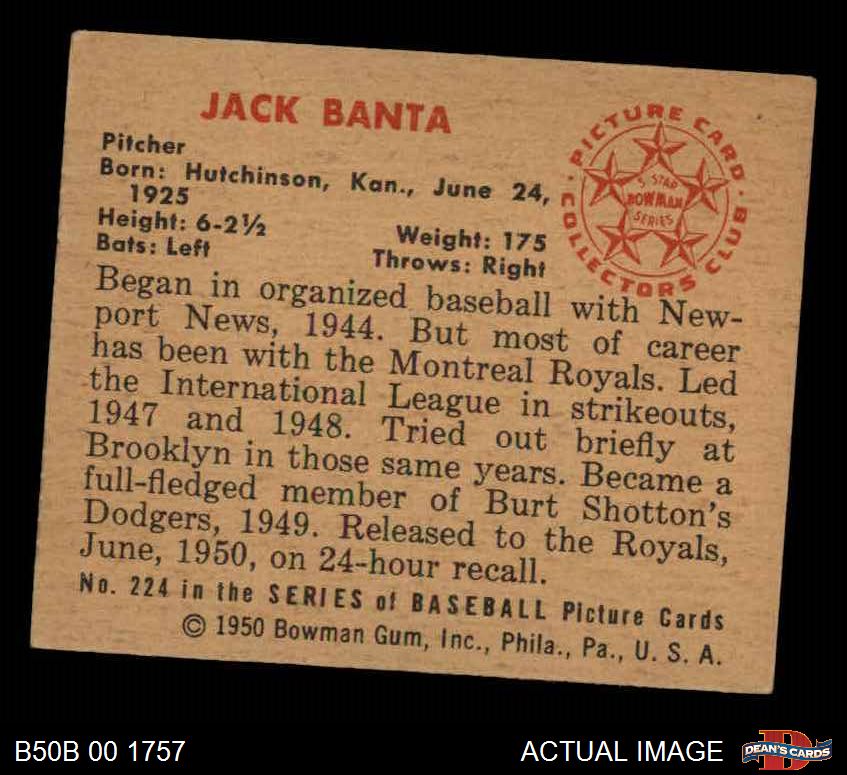 JACK BANTA
Pitcher
Born: Hutchinson, Kan., June 24,
1925
Height: 6-2½ Weight: 175
Bats: Left Throws: Right
PICTURE CARD COLLECTORS CLUB
5 STAR
BOWMAN
SERIES
Began in organized baseball with New-
port News, 1944. But most of career
has been with the Montreal Royals. Led
the International League in strikeouts,
1947 and 1948. Tried out briefly at
Brooklyn in those same years. Became a
full-fledged member of Burt Shotton's
Dodgers, 1949. Released to the Royals,
June, 1950, on 24-hour recall.
No. 224 in the SERIES of BASEBALL Picture Cards
© 1950 Bowman Gum, Inc., Phila., Pa., U. S. A.
B50B 00 1757 ACTUAL IMAGE
DEAN'S CARDS